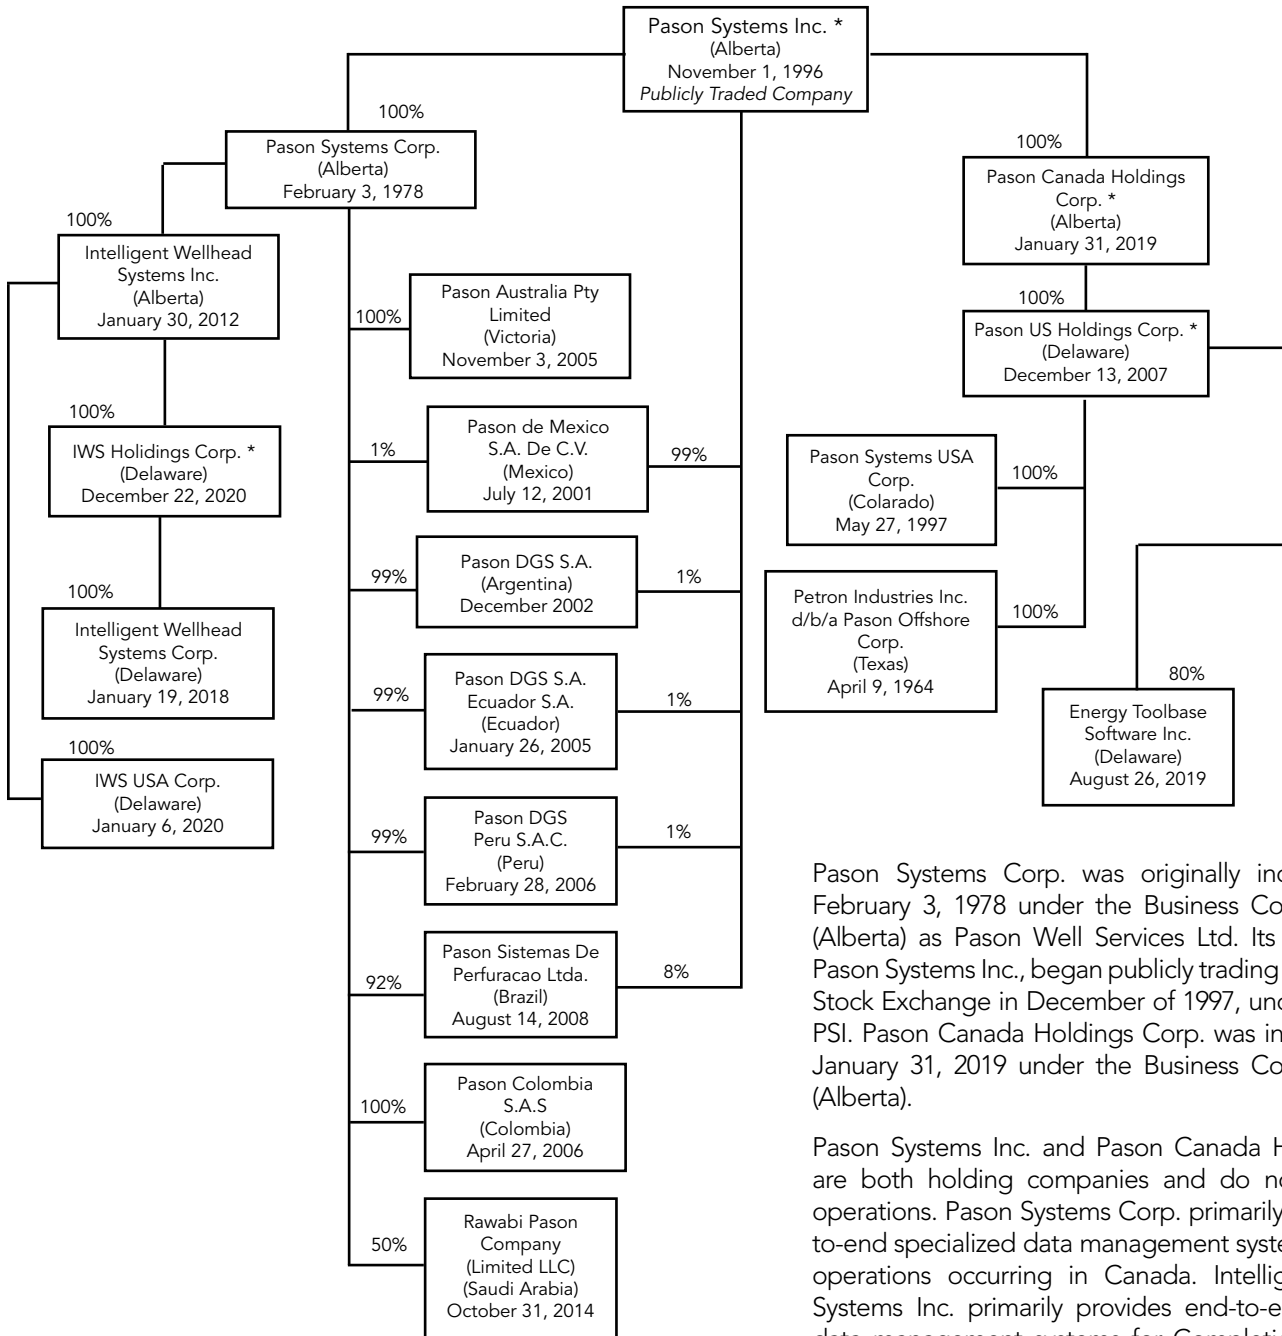 Pason Systems Inc. *
(Alberta)
November 1, 1996
Publicly Traded Company
100%
Pason Systems Corp.
(Alberta)
February 3, 1978
100%
Pason Canada Holdings
Corp. *
(Alberta)
January 31, 2019
100%
Intelligent Wellhead
Systems Inc.
(Alberta)
January 30, 2012
100%
Pason Australia Pty
Limited
(Victoria)
November 3, 2005
100%
Pason US Holdings Corp. *
(Delaware)
December 13, 2007
100%
IWS Holidings Corp. *
(Delaware)
December 22, 2020
1%
Pason de Mexico
S.A. De C.V.
(Mexico)
July 12, 2001
99%
Pason Systems USA
Corp.
(Colarado)
May 27, 1997
100%
99%
Pason DGS S.A.
(Argentina)
December 2002
1%
Petron Industries Inc.
d/b/a Pason Offshore
Corp.
(Texas)
April 9, 1964
100%
100%
Intelligent Wellhead
Systems Corp.
(Delaware)
January 19, 2018
99%
Pason DGS S.A.
Ecuador S.A.
(Ecuador)
January 26, 2005
1%
80%
Energy Toolbase
Software Inc.
(Delaware)
August 26, 2019
100%
IWS USA Corp.
(Delaware)
January 6, 2020
99%
Pason DGS
Peru S.A.C.
(Peru)
February 28, 2006
1%
92%
Pason Sistemas De
Perfuracao Ltda.
(Brazil)
August 14, 2008
8%
100%
Pason Colombia
S.A.S
(Colombia)
April 27, 2006
50%
Rawabi Pason
Company
(Limited LLC)
(Saudi Arabia)
October 31, 2014
Pason Systems Corp. was originally
February 3, 1978 under the Business
(Alberta) as Pason Well Services Ltd. Its
Pason Systems Inc., began publicly trading
Stock Exchange in December of 1997,
PSI. Pason Canada Holdings Corp. was
January 31, 2019 under the Business
(Alberta).
Pason Systems Inc. and Pason Canada
are both holding companies and do
operations. Pason Systems Corp. primarily
to-end specialized data management
operations occurring in Canada.
Systems Inc. primarily provides